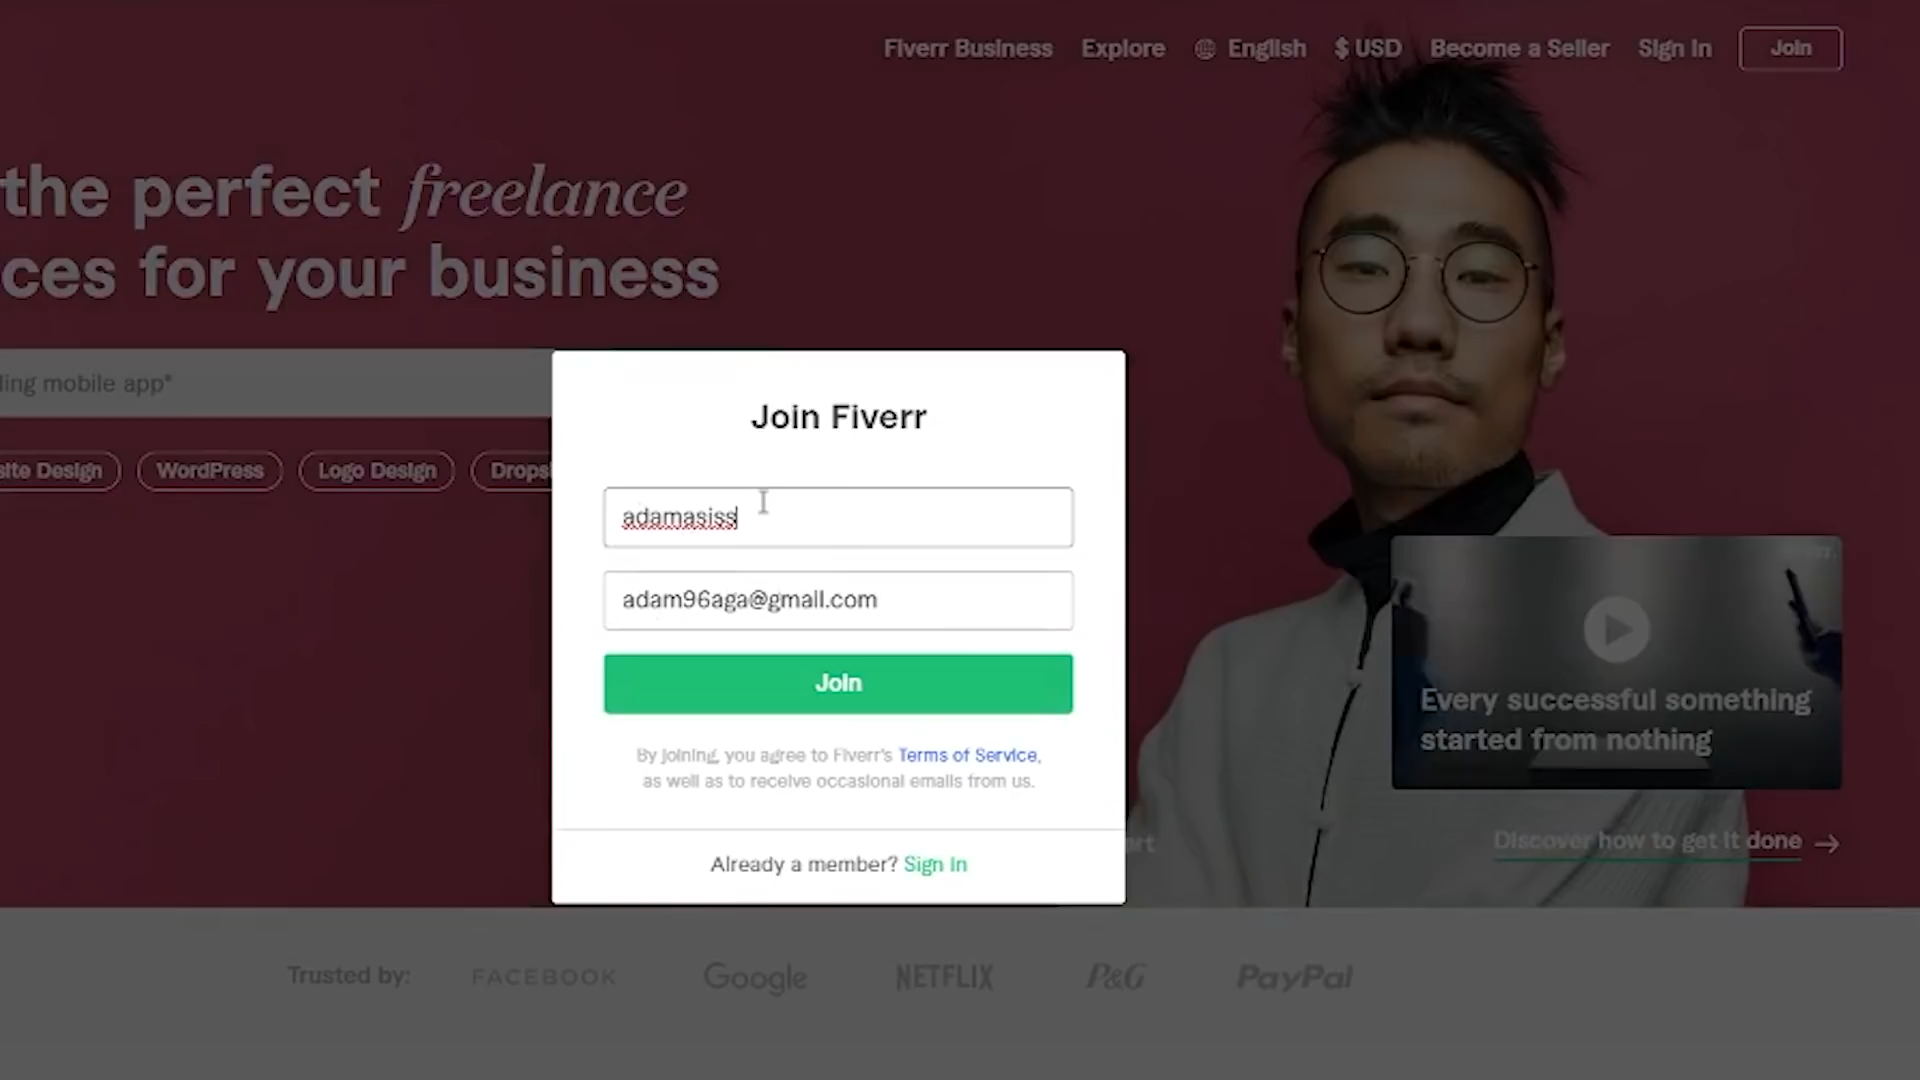 Fiverr Business Explore English $ USD Become a Seller Sign In Join
the perfect freelance
ces for your business
ling mobile app"
site Design WordPress Logo Design Drops
Join Fiverr
adamasiss
adam96aga@gmail.com
Join
By joining, you agree to Fiverr's Terms of Service,
as well as to receive occasional emails from us.
Already a member? Sign In
Every successful something
started from nothing
Discover how to get it done →
Trusted by: FACEBOOK Google NETFLIX P&G PayPal